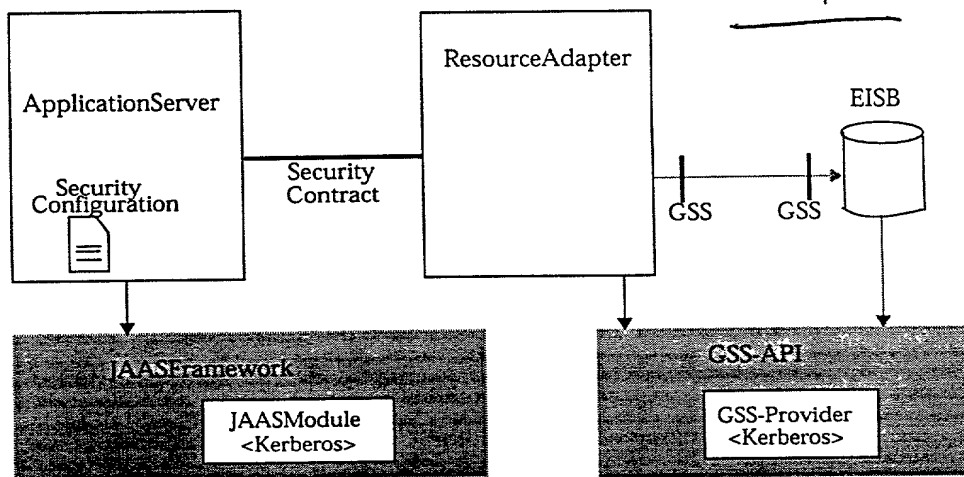 ResourceAdapter
ApplicationServer
EISB
Security
Configuration
Security
Contract
GSS
GSS
JAASFramework
GSS-API
JAASModule
<Kerberos>
GSS-Provider
<Kerberos>